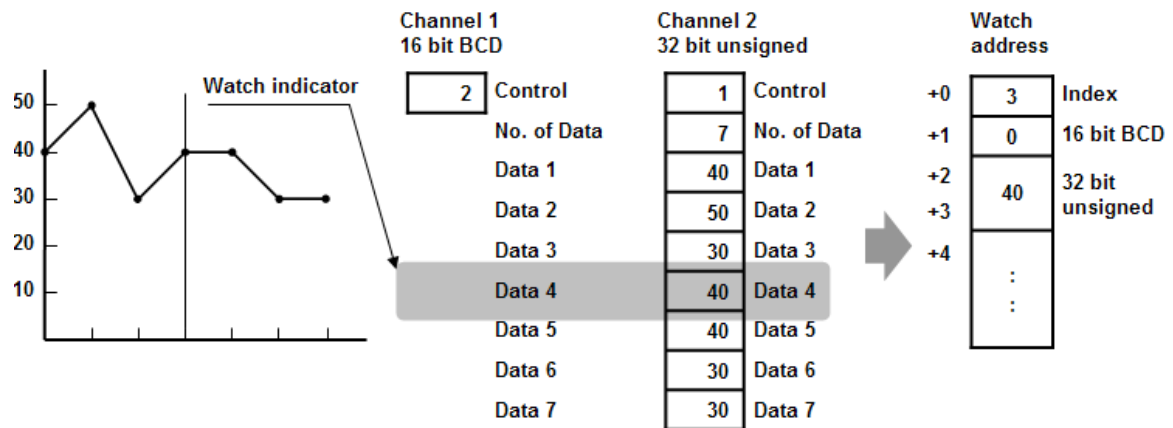 Channel 1
16 bit BCD
Channel 2
32 bit unsigned
Watch
address
50
40
30
20
10
Watch indicator
2 Control
No. of Data
Data 1
Data 2
Data 3
Data 4
Data 5
Data 6
Data 7
1 Control
7 No. of Data
40 Data 1
50 Data 2
30 Data 3
40 Data 4
40 Data 5
30 Data 6
30 Data 7
+0 3 Index
+1 0 16 bit BCD
+2
+3
40
32 bit
unsigned
+4
:
: